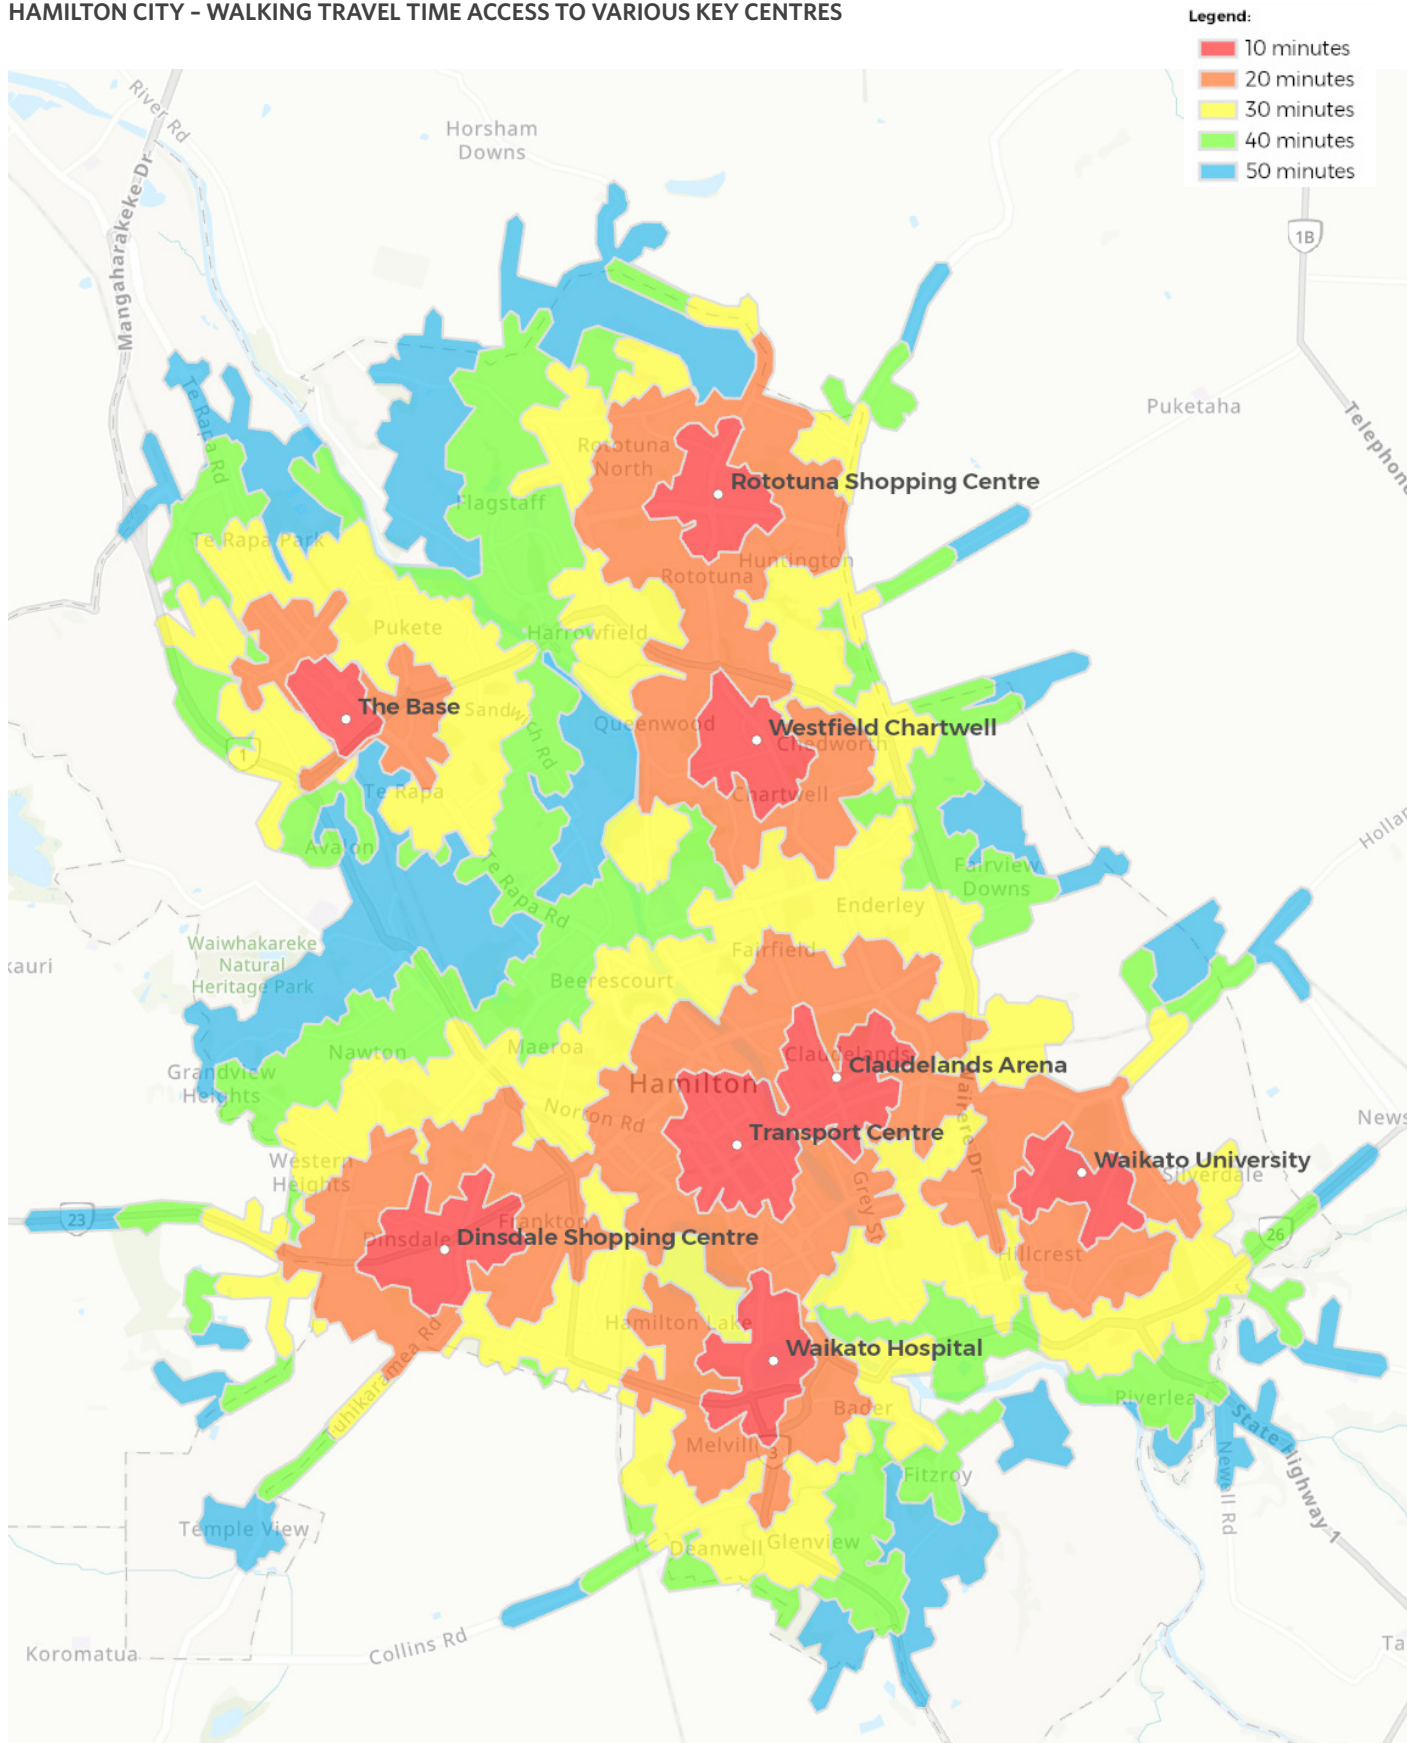 HAMILTON CITY – WALKING TRAVEL TIME ACCESS TO VARIOUS KEY CENTRES
Legend:
10 minutes
20 minutes
30 minutes
40 minutes
50 minutes
River Rd
Horsham
Downs
Mangaharakeke Dr
1B
Te Rapa Rd
Puketaha
Telephone
Rototuna
North
Rototuna Shopping Centre
Flagstaff
Te Rapa Park
Huntington
Rototuna
Pukete
Harrowfield
The Base
Sandwich Rd
Queenwood
Westfield Chartwell
Chedworth
1
Te Rapa
Chartwell
Avalon
Te Rapa Rd
Fairview
Downs
Enderley
Waiwhakareke
Natural
Heritage Park
kauri
Fairfield
Beerescourt
Nawton
Maeroa
Claudelands
Claudelands Arena
Grandview
Heights
Hamilton
Norton Rd
Transport Centre
News
Western
Heights
Grey St
Waikato University
Silverdale
23
Frankton
Dinsdale
Dinsdale Shopping Centre
26
Hillcrest
Hamilton Lake
Waikato Hospital
Tuhikaramea Rd
Bader
Riverlea
Melvill
3
State Highway 1
Fitzroy
Newell Rd
Temple View
Deanwell
Glenview
Koromatua
Collins Rd
Ta